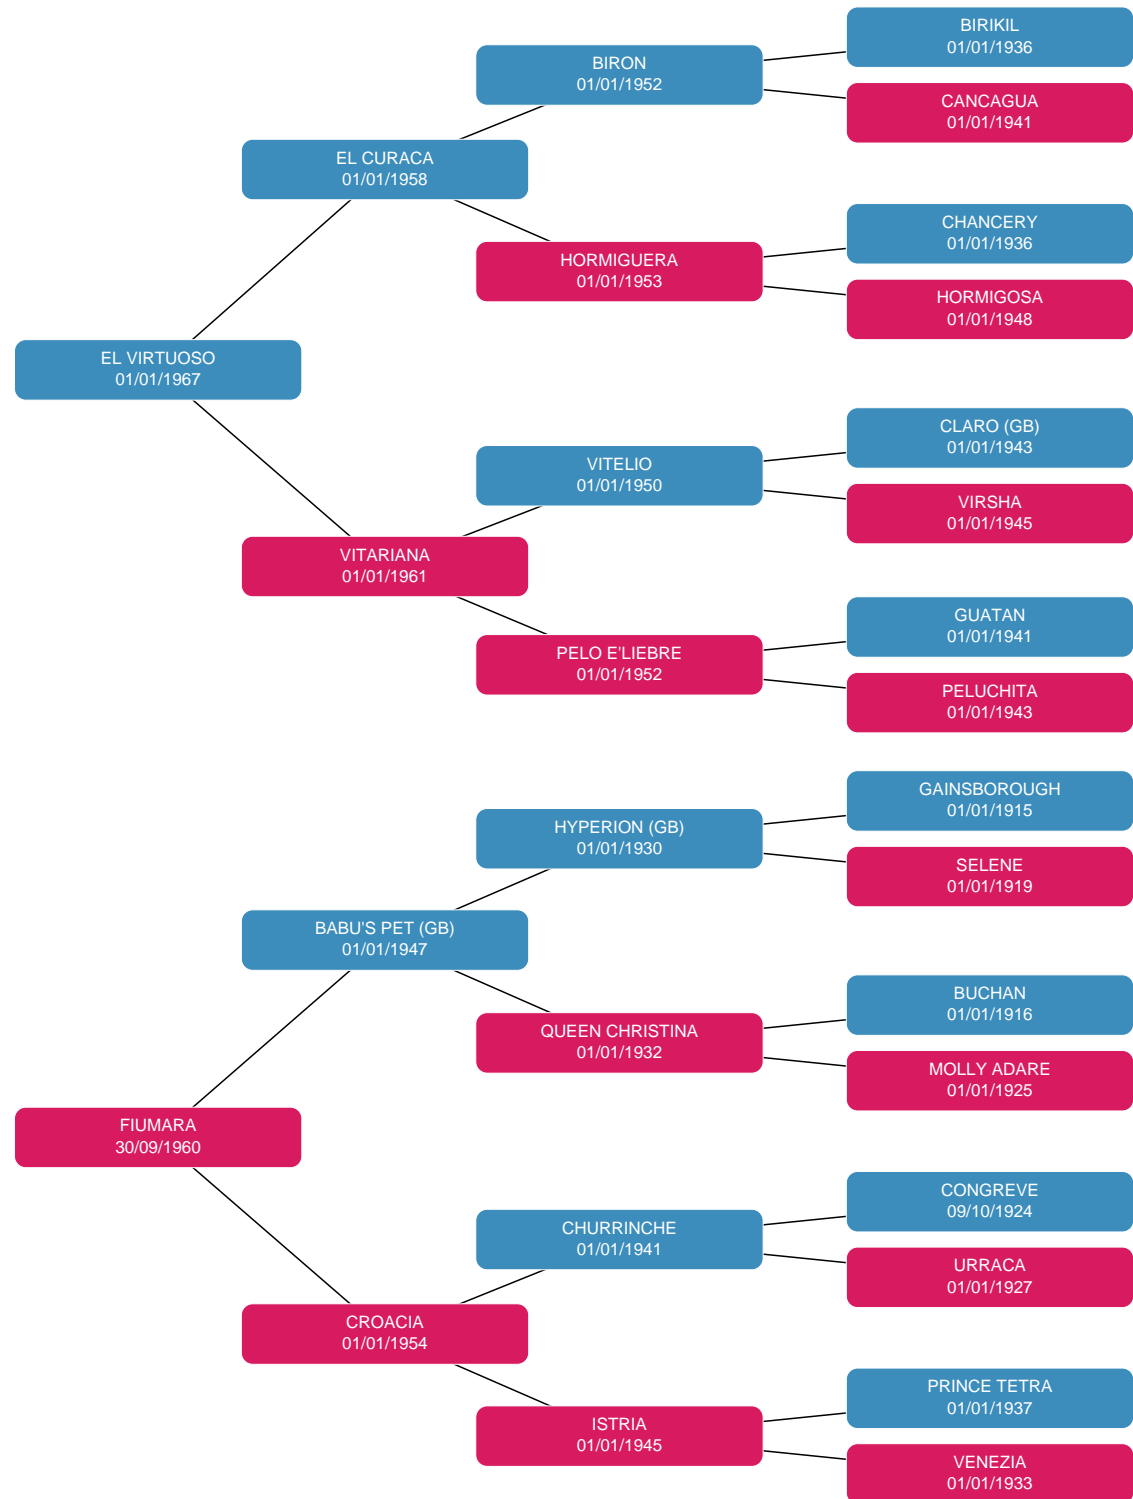 BIRIKIL
01/01/1936
BIRON
01/01/1952
CANCAGUA
01/01/1941
EL CURACA
01/01/1958
CHANCERY
01/01/1936
HORMIGUERA
01/01/1953
HORMIGOSA
01/01/1948
EL VIRTUOSO
01/01/1967
CLARO (GB)
01/01/1943
VITELIO
01/01/1950
VIRSHA
01/01/1945
VITARIANA
01/01/1961
GUATAN
01/01/1941
PELO E'LIEBRE
01/01/1952
PELUCHITA
01/01/1943
GAINSBOROUGH
01/01/1915
HYPERION (GB)
01/01/1930
SELENE
01/01/1919
BABU'S PET (GB)
01/01/1947
BUCHAN
01/01/1916
QUEEN CHRISTINA
01/01/1932
MOLLY ADARE
01/01/1925
FIUMARA
30/09/1960
CONGREVE
09/10/1924
CHURRINCHE
01/01/1941
URRACA
01/01/1927
CROACIA
01/01/1954
PRINCE TETRA
01/01/1937
ISTRIA
01/01/1945
VENEZIA
01/01/1933